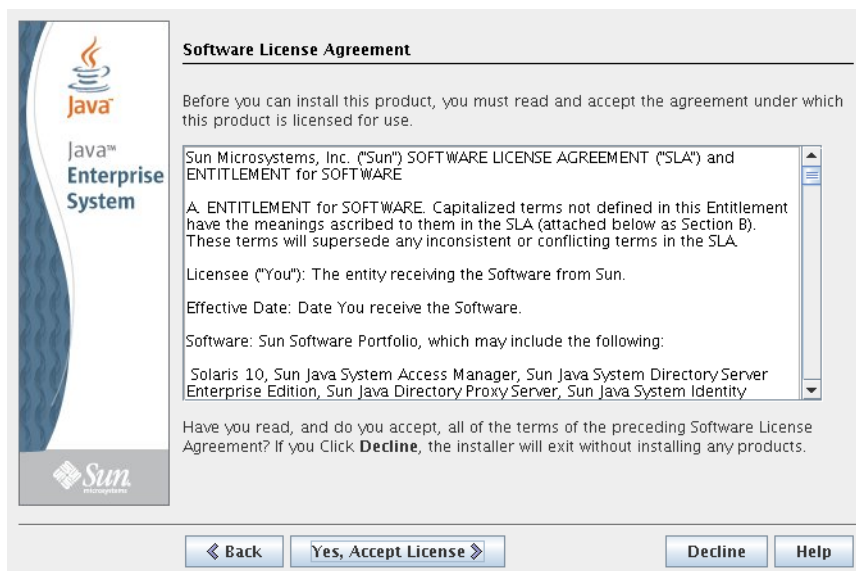 Java™
Java™
Enterprise
System
Sun
microsystems
Software License Agreement
Before you can install this product, you must read and accept the agreement under which
this product is licensed for use.
Sun Microsystems, Inc. ("Sun") SOFTWARE LICENSE AGREEMENT ("SLA") and
ENTITLEMENT for SOFTWARE
A. ENTITLEMENT for SOFTWARE. Capitalized terms not defined in this Entitlement
have the meanings ascribed to them in the SLA (attached below as Section B).
These terms will supersede any inconsistent or conflicting terms in the SLA.
Licensee ("You"): The entity receiving the Software from Sun.
Effective Date: Date You receive the Software.
Software: Sun Software Portfolio, which may include the following:
Solaris 10, Sun Java System Access Manager, Sun Java System Directory Server
Enterprise Edition, Sun Java Directory Proxy Server, Sun Java System Identity
Have you read, and do you accept, all of the terms of the preceding Software License
Agreement? If you Click Decline, the installer will exit without installing any products.
Back
Yes, Accept License
Decline
Help